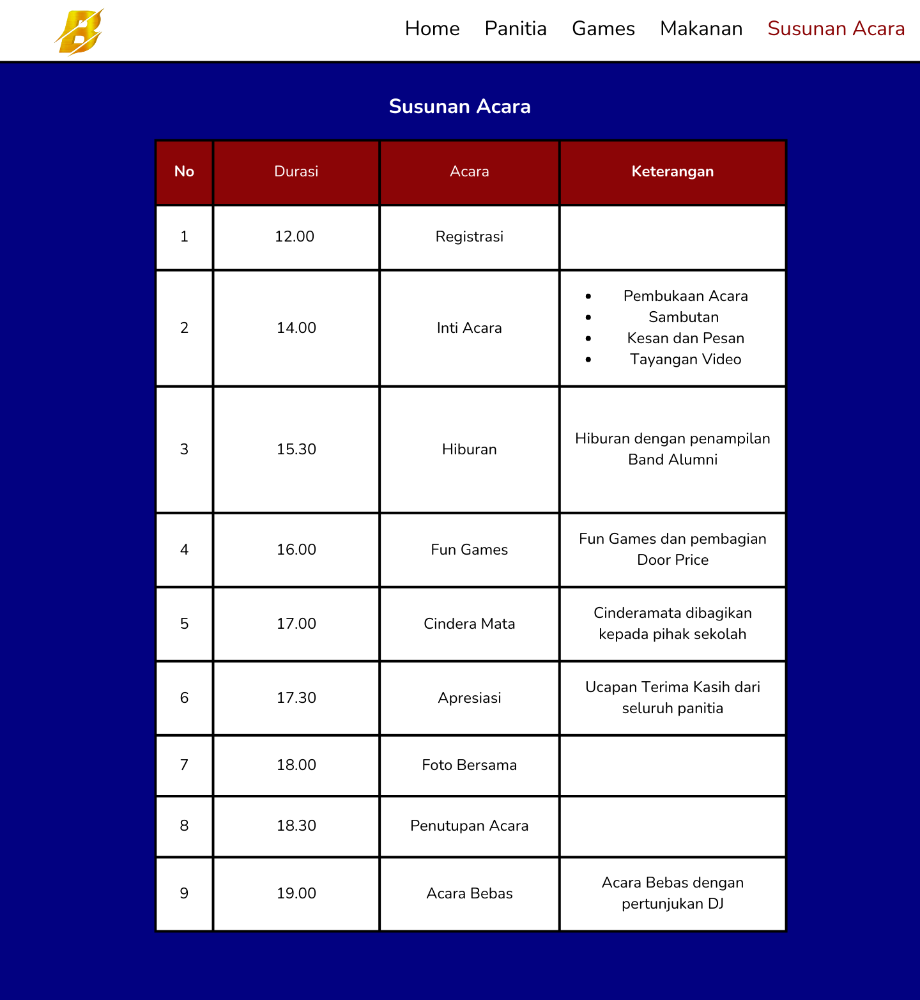 B
Home Panitia Games Makanan Susunan Acara
Susunan Acara
No Durasi Acara Keterangan
1 12.00 Registrasi
2 14.00 Inti Acara
• Pembukaan Acara
• Sambutan
• Kesan dan Pesan
• Tayangan Video
3 15.30 Hiburan
Hiburan dengan penampilan
Band Alumni
4 16.00 Fun Games
Fun Games dan pembagian
Door Price
5 17.00 Cindera Mata
Cinderamata dibagikan
kepada pihak sekolah
6 17.30 Apresiasi
Ucapan Terima Kasih dari
seluruh panitia
7 18.00 Foto Bersama
8 18.30 Penutupan Acara
9 19.00 Acara Bebas
Acara Bebas dengan
pertunjukan DJ